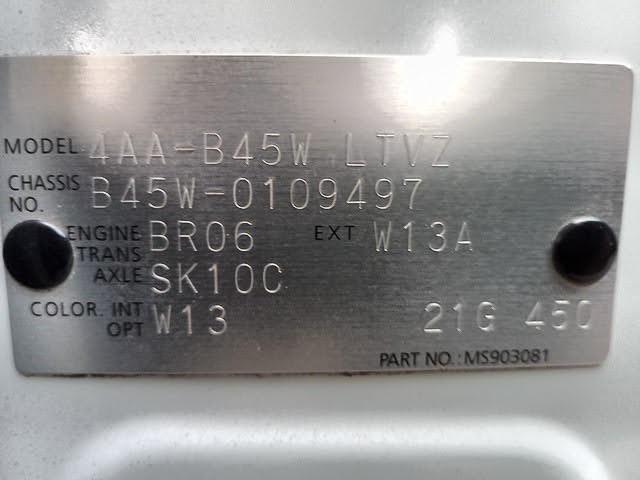 MODEL 4AA-B45W LTVZ
CHASSIS NO. B45W-0109497
ENGINE BR06 EXT W13A
TRANS AXLE SK10C
COLOR. INT OPT W13 21G 450
PART NO.: MS903081